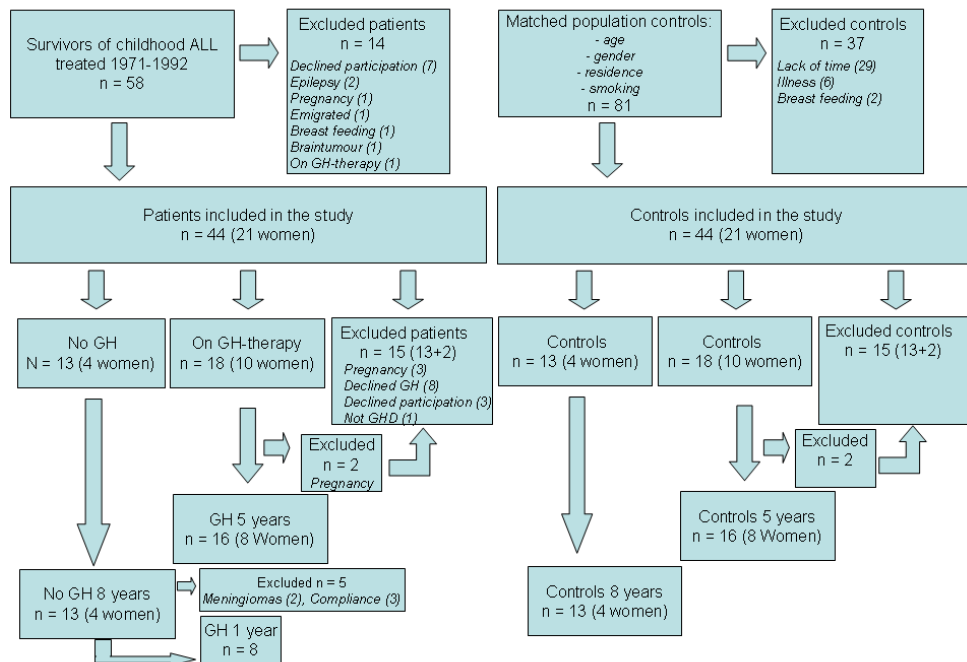 Survivors of childhood ALL
treated 1971-1992
n = 58
Excluded patients
n = 14
Declined participation (7)
Epilepsy (2)
Pregnancy (1)
Emigrated (1)
Breast feeding (1)
Braintumour (1)
On GH-therapy (1)
Matched population controls:
- age
- gender
- residence
- smoking
n = 81
Excluded controls
n = 37
Lack of time (29)
Illness (6)
Breast feeding (2)
Patients included in the study
n = 44 (21 women)
Controls included in the study
n = 44 (21 women)
No GH
N = 13 (4 women)
On GH-therapy
n = 18 (10 women)
Excluded patients
n = 15 (13+2)
Pregnancy (3)
Declined GH (8)
Declined participation (3)
Not GHD (1)
Controls
n = 13 (4 women)
Controls
n = 18 (10 women)
Excluded controls
n = 15 (13+2)
Excluded
n = 2
Pregnancy
Excluded
n = 2
GH 5 years
n = 16 (8 Women)
Controls 5 years
n = 16 (8 Women)
No GH 8 years
n = 13 (4 women)
Excluded n = 5
Meningiomas (2), Compliance (3)
Controls 8 years
n = 13 (4 women)
GH 1 year
n = 8